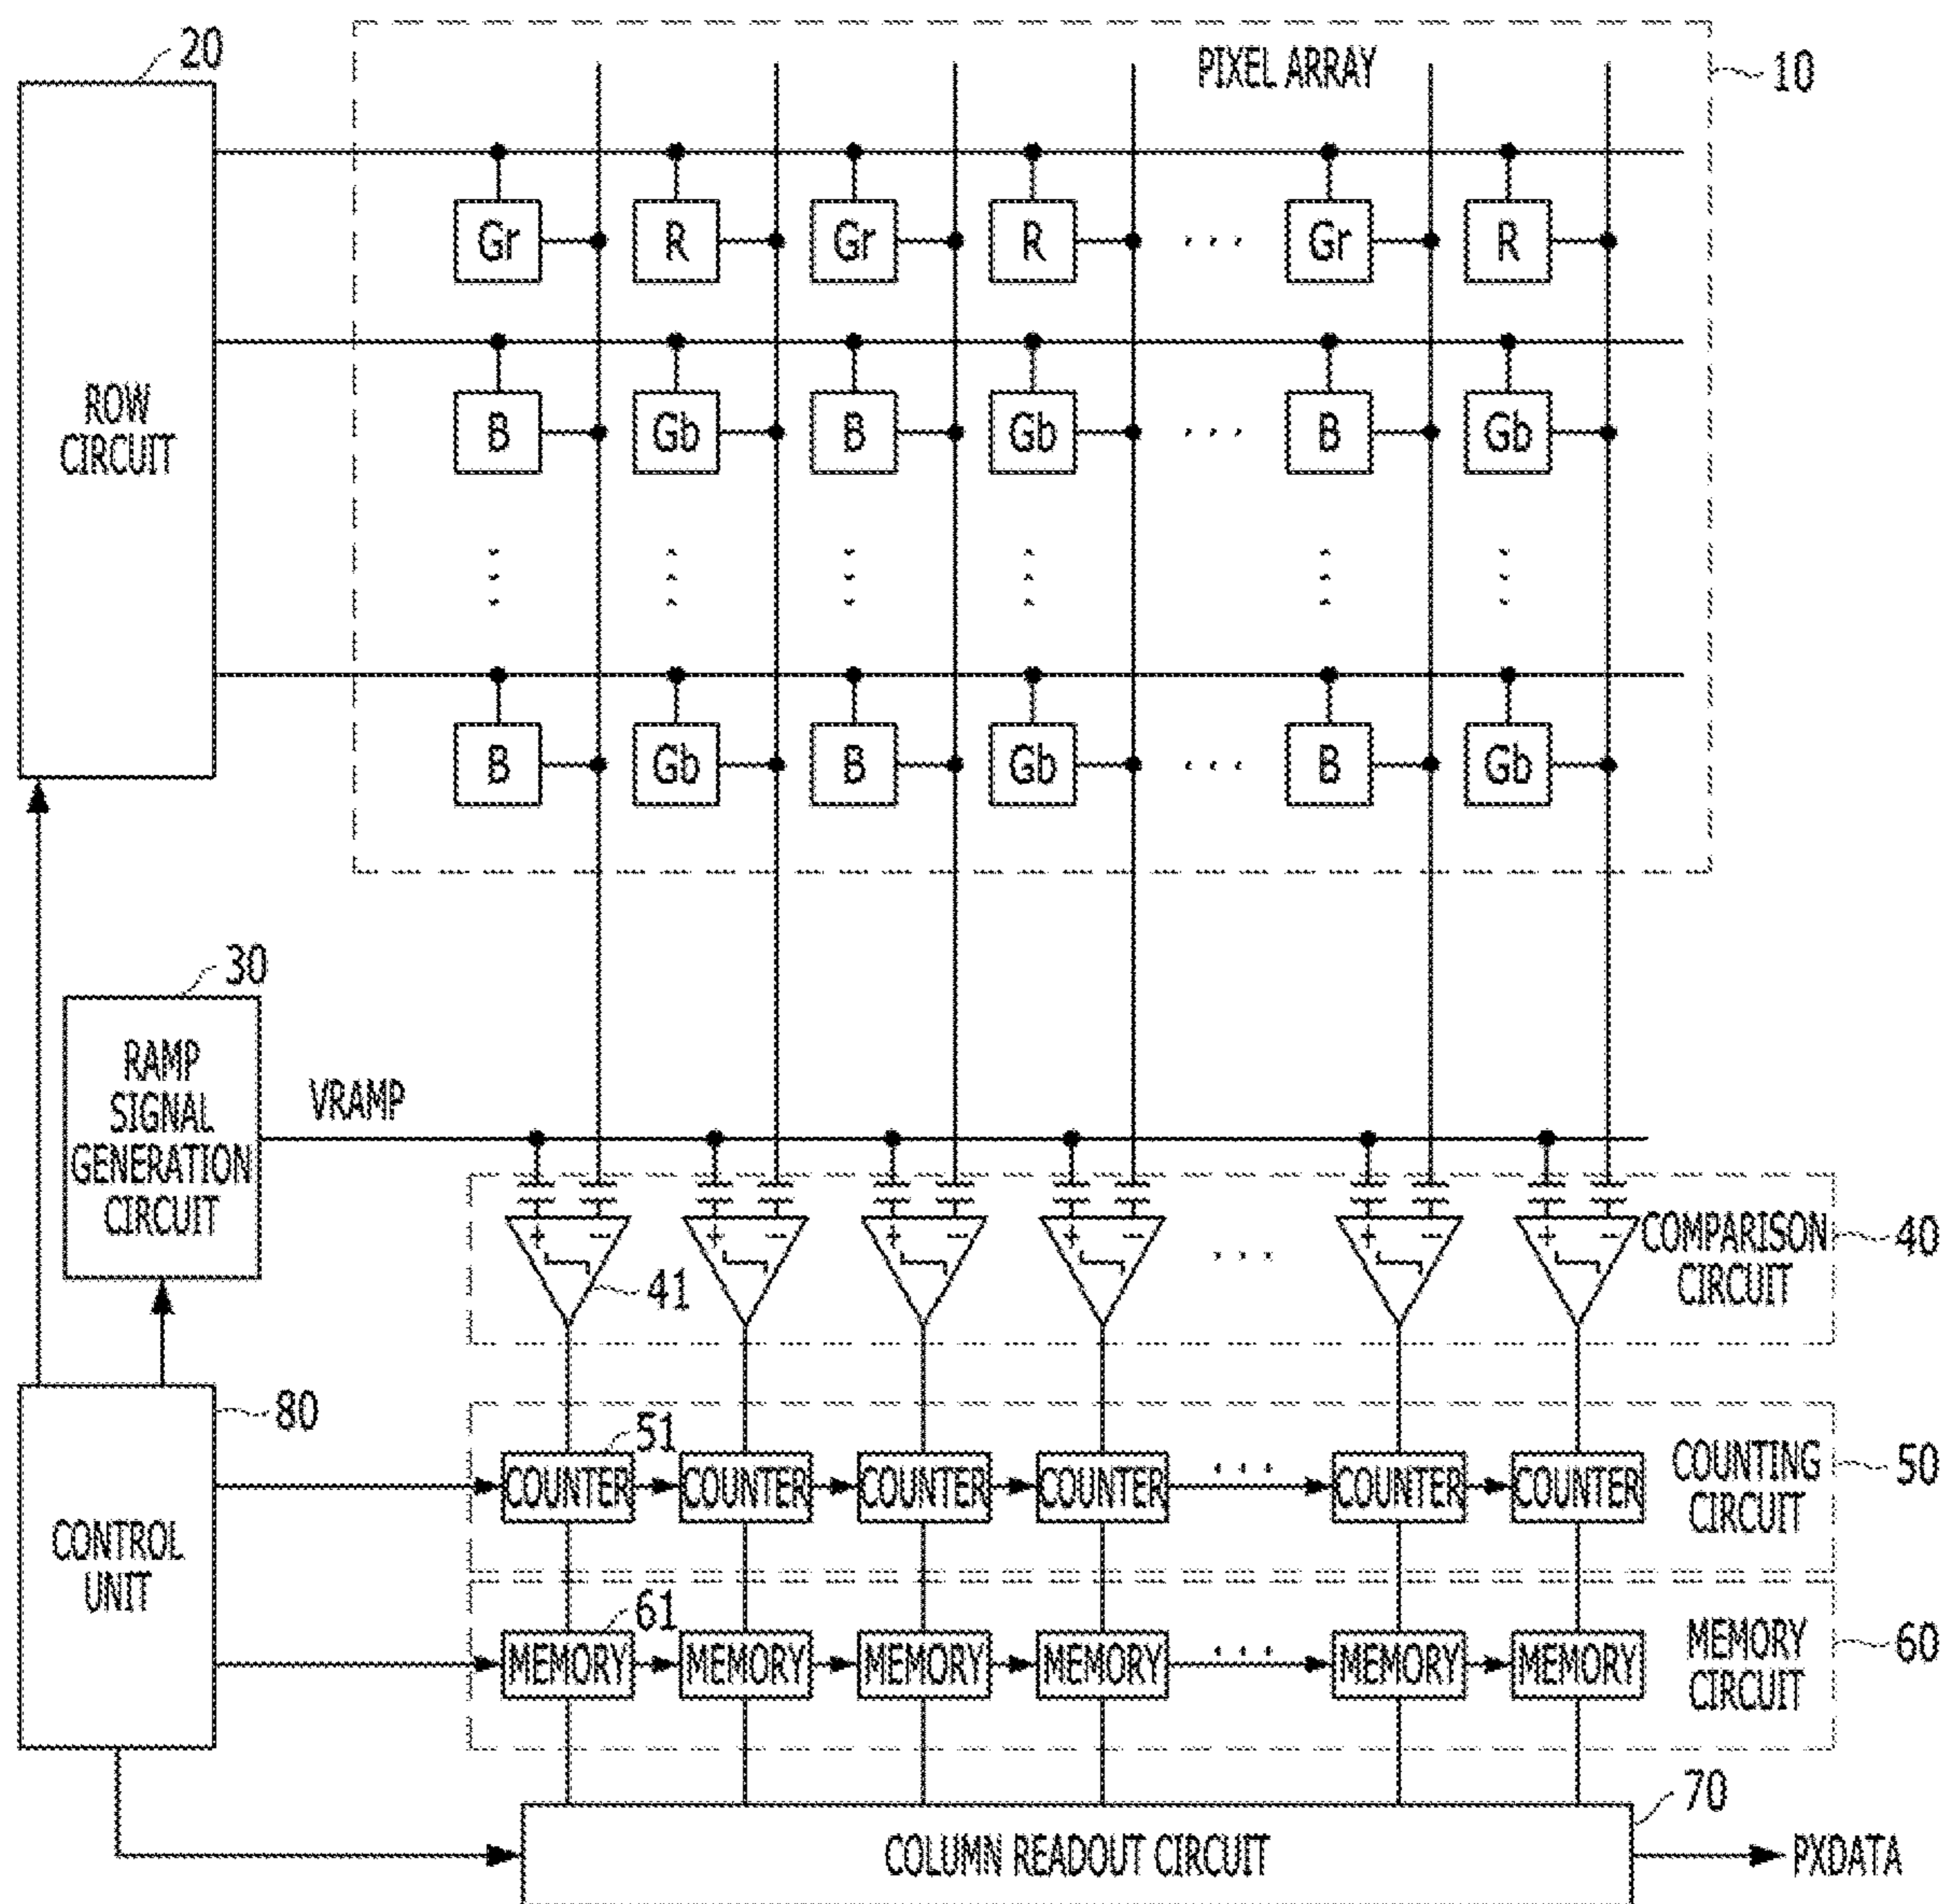 20
PIXEL ARRAY
10
Gr R Gr R ... Gr R
ROW
CIRCUIT
B Gb B Gb ... B Gb
B Gb B Gb ... B Gb
30
RAMP
SIGNAL
GENERATION
CIRCUIT
VRAMP
+ − + − + − + − ... + − + −
41
COMPARISON
CIRCUIT
40
80
CONTROL
UNIT
51
COUNTER COUNTER COUNTER COUNTER ... COUNTER COUNTER
COUNTING
CIRCUIT
50
61
MEMORY MEMORY MEMORY MEMORY ... MEMORY MEMORY
MEMORY
CIRCUIT
60
70
COLUMN READOUT CIRCUIT
PXDATA